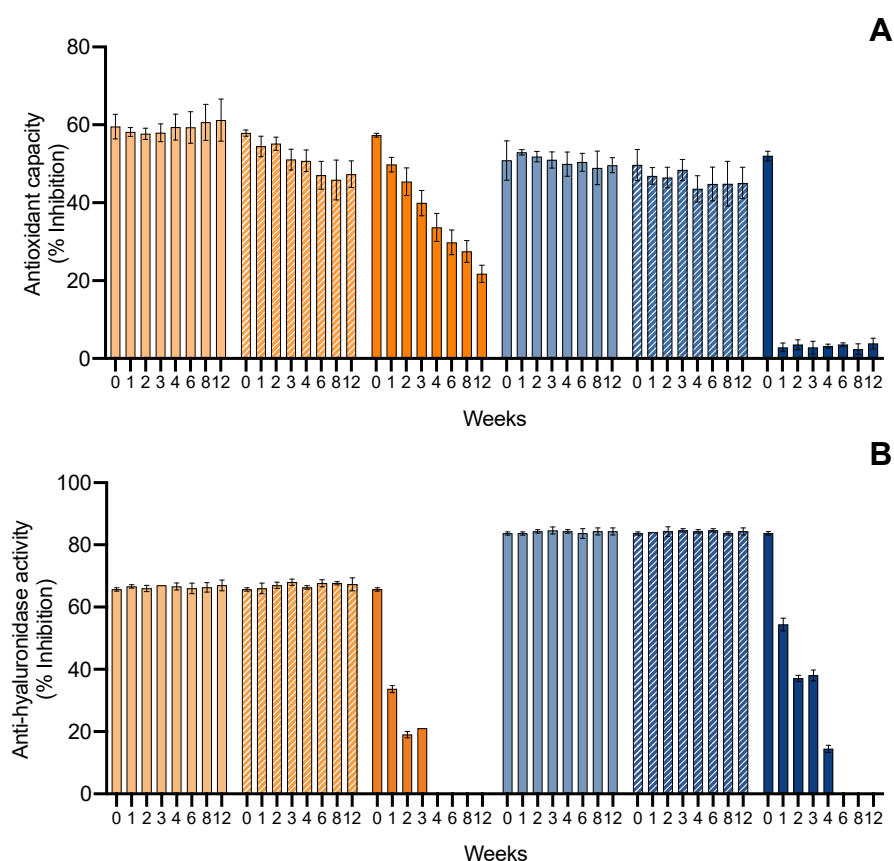 A
80
60
40
20
0
Antioxidant capacity
(% Inhibition)
0 1 2 3 4 6 8 12 0 1 2 3 4 6 8 12 0 1 2 3 4 6 8 12 0 1 2 3 4 6 8 12 0 1 2 3 4 6 8 12 0 1 2 3 4 6 8 12
Weeks
B
100
80
60
40
20
0
Anti-hyaluronidase activity
(% Inhibition)
0 1 2 3 4 6 8 12 0 1 2 3 4 6 8 12 0 1 2 3 4 6 8 12 0 1 2 3 4 6 8 12 0 1 2 3 4 6 8 12 0 1 2 3 4 6 8 12
Weeks